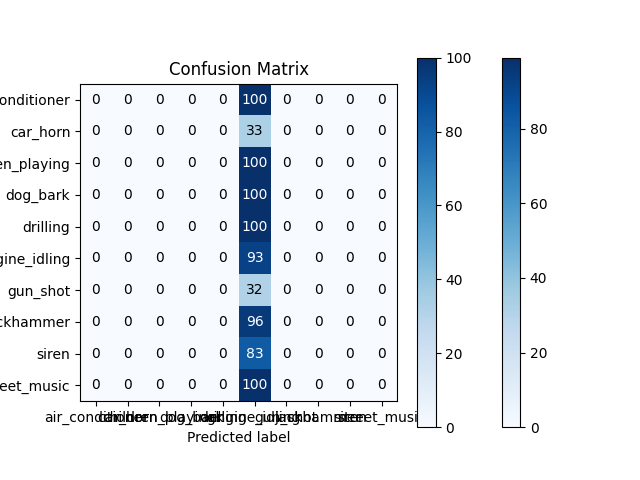 Confusion Matrix
onditioner 0 0 0 0 0 100 0 0 0 0
car_horn 0 0 0 0 0 33 0 0 0 0
en_playing 0 0 0 0 0 100 0 0 0 0
dog_bark 0 0 0 0 0 100 0 0 0 0
drilling 0 0 0 0 0 100 0 0 0 0
gine_idling 0 0 0 0 0 93 0 0 0 0
gun_shot 0 0 0 0 0 32 0 0 0 0
ckhammer 0 0 0 0 0 96 0 0 0 0
siren 0 0 0 0 0 83 0 0 0 0
eet_music 0 0 0 0 0 100 0 0 0 0
Predicted label
100
80
60
40
20
0
80
60
40
20
0